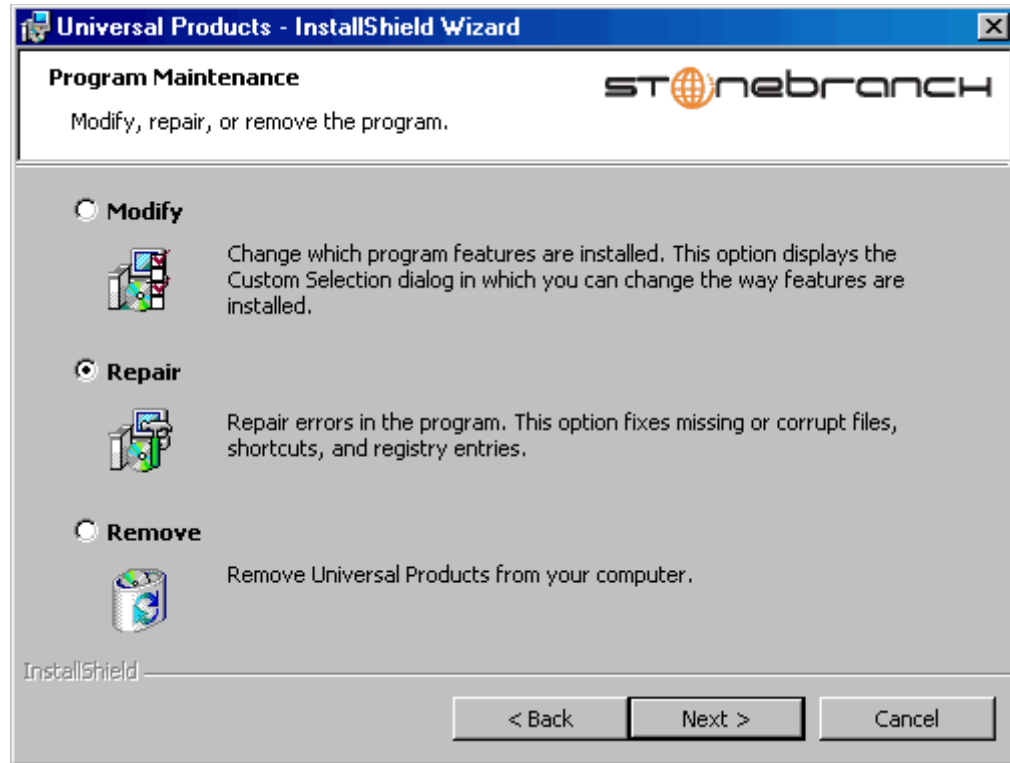 Universal Products - InstallShield Wizard
Program Maintenance
Modify, repair, or remove the program.
stonebranch
Modify
Change which program features are installed. This option displays the
Custom Selection dialog in which you can change the way features are
installed.
Repair
Repair errors in the program. This option fixes missing or corrupt files,
shortcuts, and registry entries.
Remove
Remove Universal Products from your computer.
InstallShield
< Back
Next >
Cancel